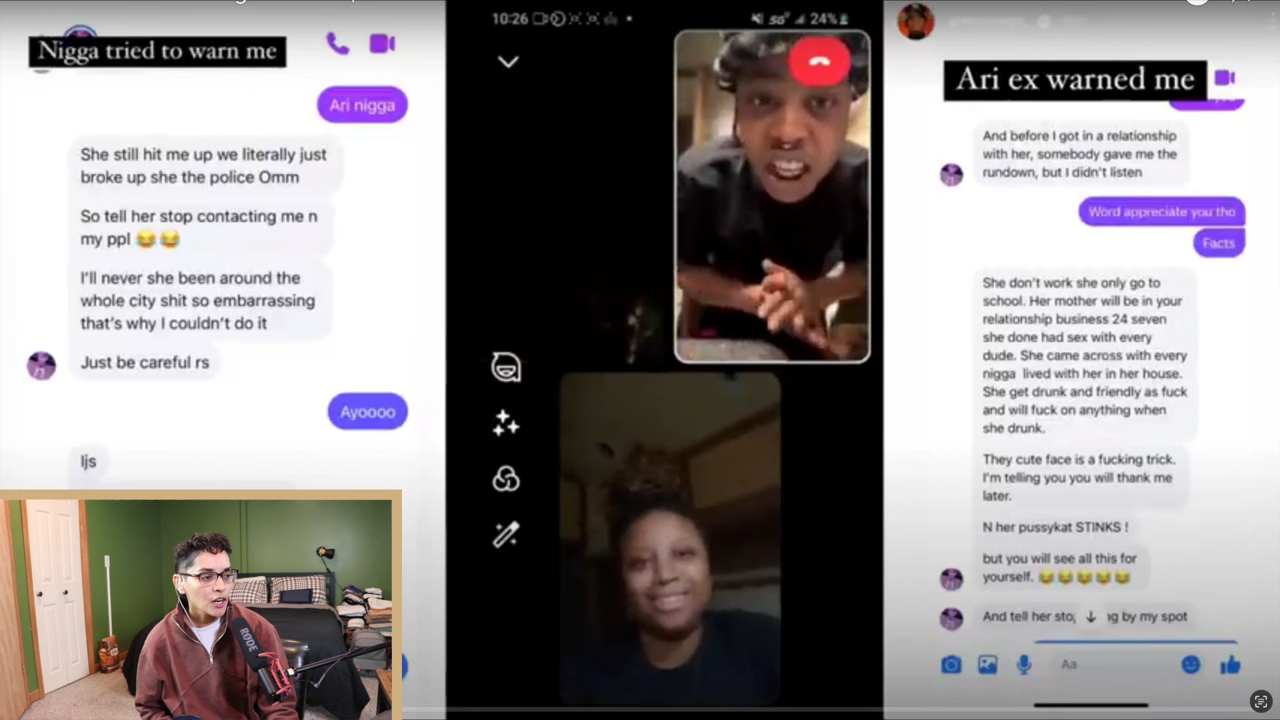 Nigga tried to warn me
Ari nigga
She still hit me up we literally just
broke up she the police Omm
So tell her stop contacting me n
my ppl 😂😂
I'll never she been around the
whole city shit so embarrassing
that's why I couldn't do it
Just be careful rs
Ayoooo
Ijs
RØDE
10:26
5G
24%
Ari ex warned me
And before I got in a relationship
with her, somebody gave me the
rundown, but I didn't listen
Word appreciate you tho
Facts
She don't work she only go to
school. Her mother will be in your
relationship business 24 seven
she done had sex with every
dude. She came across with every
nigga lived with her in her house.
She get drunk and friendly as fuck
and will fuck on anything when
she drunk.
They cute face is a fucking trick.
I'm telling you you will thank me
later.
N her pussykat STINKS !
but you will see all this for
yourself. 😂😂😂😂😂
And tell her by my spot
Aa